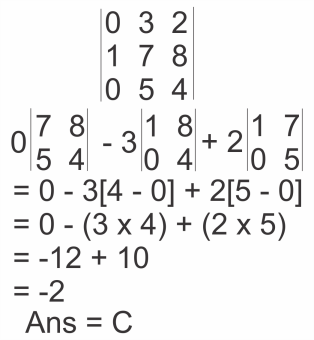 |0 3 2|
|1 7 8|
|0 5 4|
0|7 8; 5 4| - 3|1 8; 0 4| + 2|1 7; 0 5|
= 0 - 3[4 - 0] + 2[5 - 0]
= 0 - (3 x 4) + (2 x 5)
= -12 + 10
= -2
Ans = C